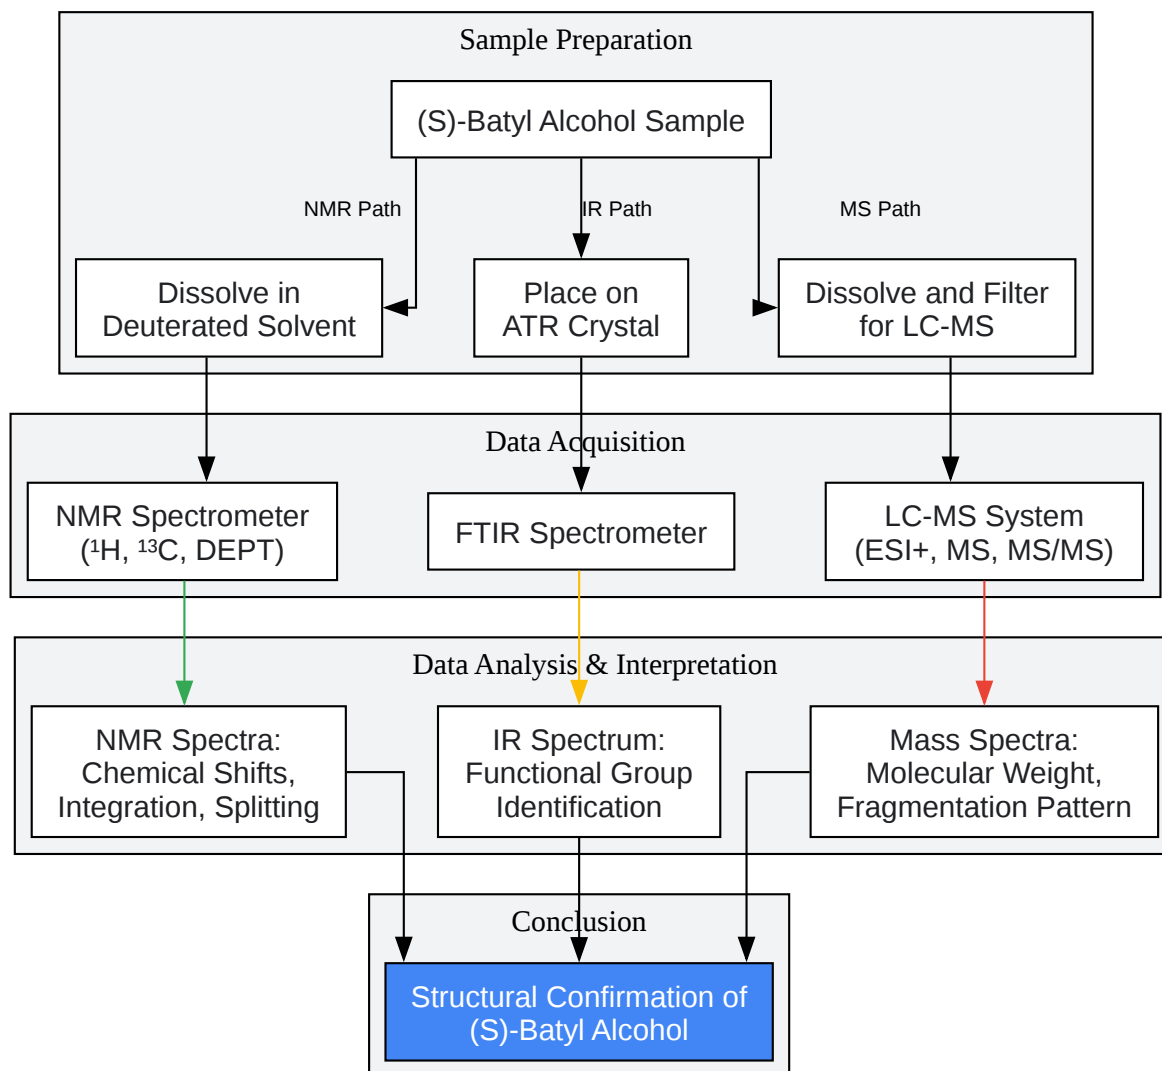 Sample Preparation
(S)-Batyl Alcohol Sample
NMR Path
IR Path
MS Path
Dissolve in
Deuterated Solvent
Place on
ATR Crystal
Dissolve and Filter
for LC-MS
Data Acquisition
NMR Spectrometer
(¹H, ¹³C, DEPT)
FTIR Spectrometer
LC-MS System
(ESI+, MS, MS/MS)
Data Analysis & Interpretation
NMR Spectra:
Chemical Shifts,
Integration, Splitting
IR Spectrum:
Functional Group
Identification
Mass Spectra:
Molecular Weight,
Fragmentation Pattern
Conclusion
Structural Confirmation of
(S)-Batyl Alcohol